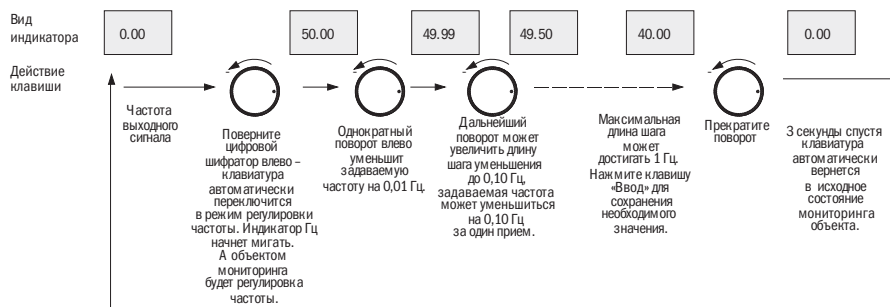 Вид
индикатора
0.00
50.00
49.99
49.50
40.00
0.00
Действие
клавиши
Частота
выходного
сигнала
Поверните
цифровой
шифратор влево –
клавиатура
автоматически
переключится
в режим регулировки
частоты. Индикатор Гц
начнет мигать.
А объектом
мониторинга
будет регулировка
частоты.
Однократный
поворот влево
уменьшит
задаваемую
частоту на 0,01 Гц.
Дальнейший
поворот может
увеличить длину
шага уменьшения
до 0,10 Гц,
задаваемая частота
может уменьшиться
на 0,10 Гц
за один прием.
Максимальная
длина шага
может
достигать 1 Гц.
Нажмите клавишу
«Ввод» для
сохранения
необходимого
значения.
Прекратите
поворот
3 секунды спустя
клавиатура
автоматически
вернется
в исходное
состояние
мониторинга
объекта.